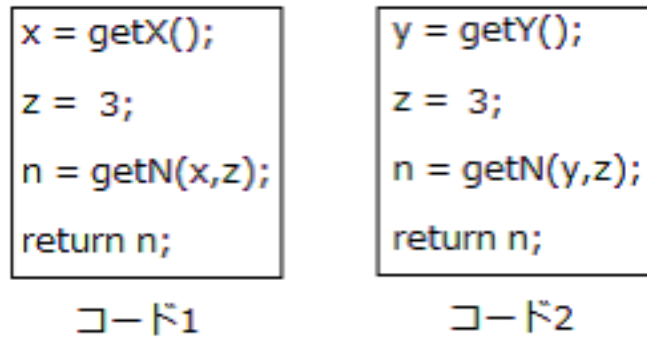 x = getX();
z = 3;
n = getN(x,z);
return n;
コード1
y = getY();
z = 3;
n = getN(y,z);
return n;
コード2